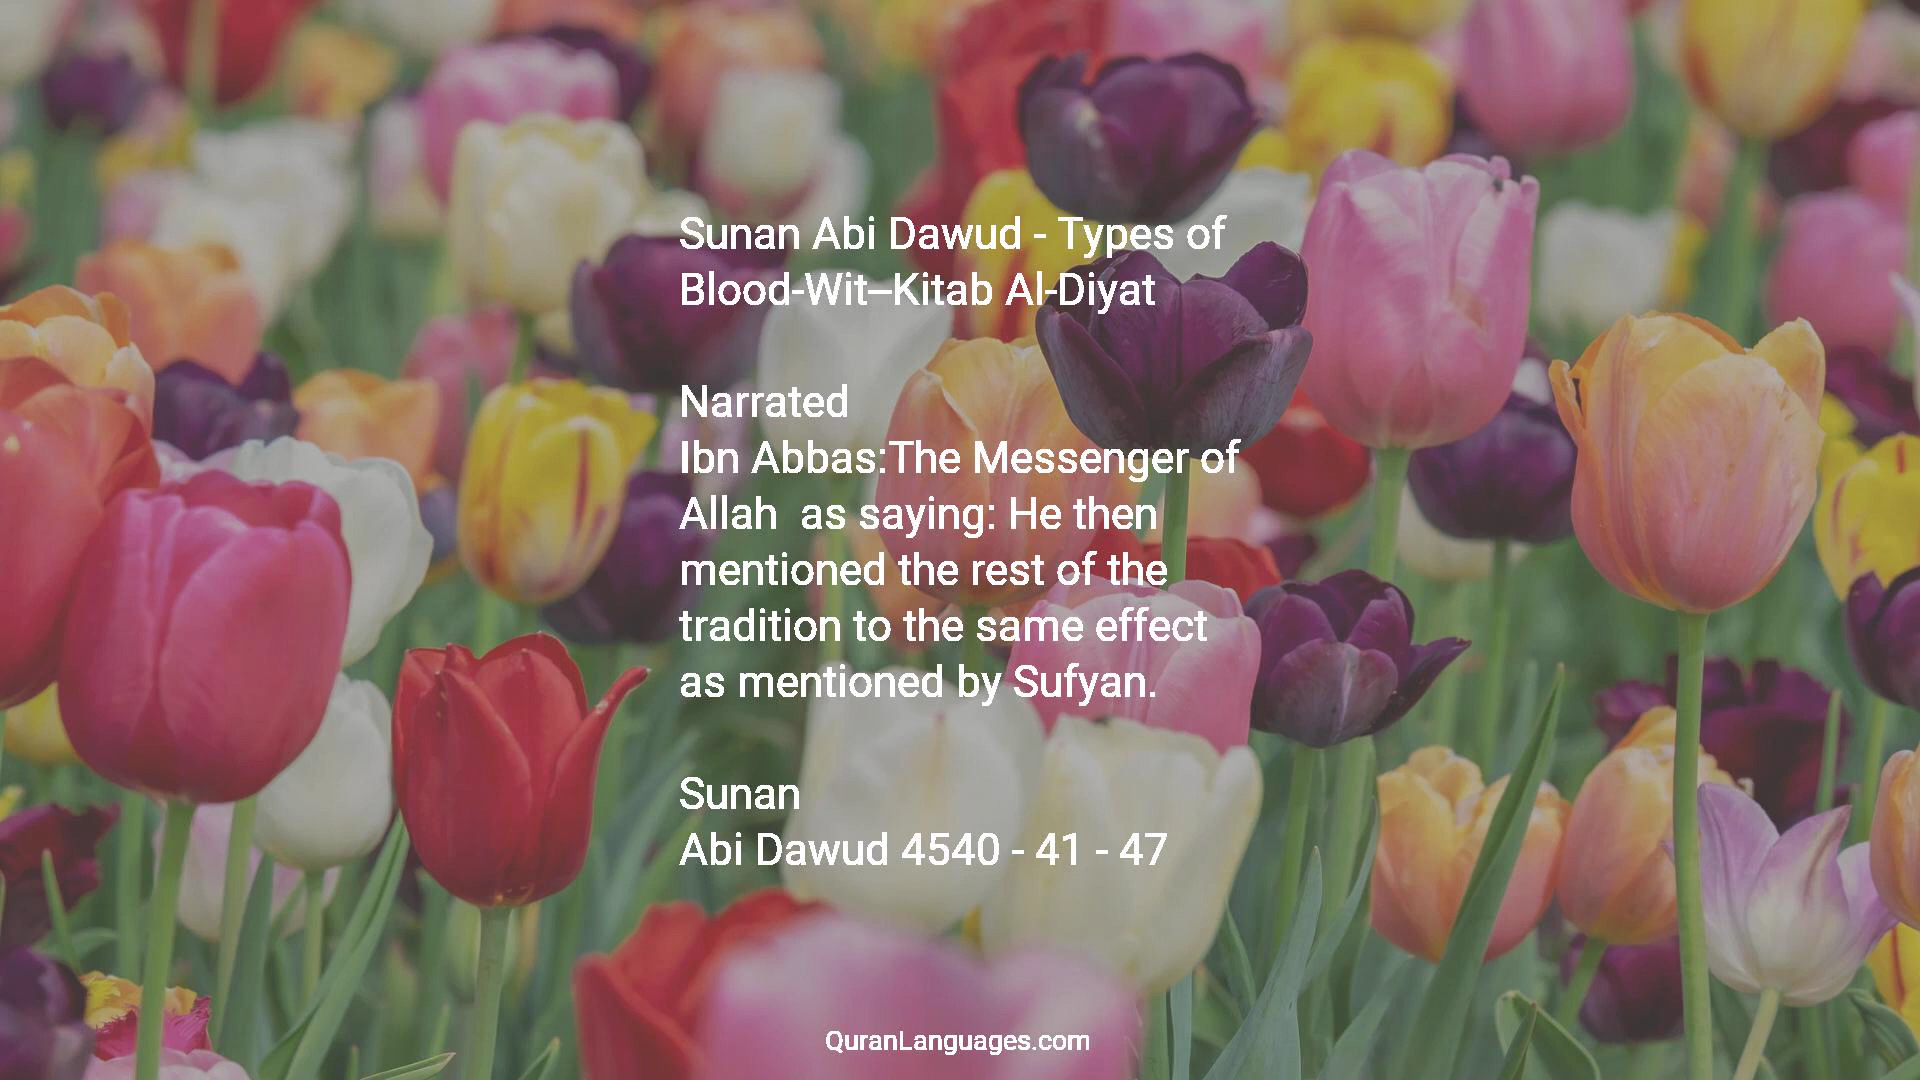 Sunan Abi Dawud - Types of
Blood-Wit–Kitab Al-Diyat
Narrated
Ibn Abbas:The Messenger of
Allah  as saying: He then
mentioned the rest of the
tradition to the same effect
as mentioned by Sufyan.
Sunan
Abi Dawud 4540 - 41 - 47
QuranLanguages.com